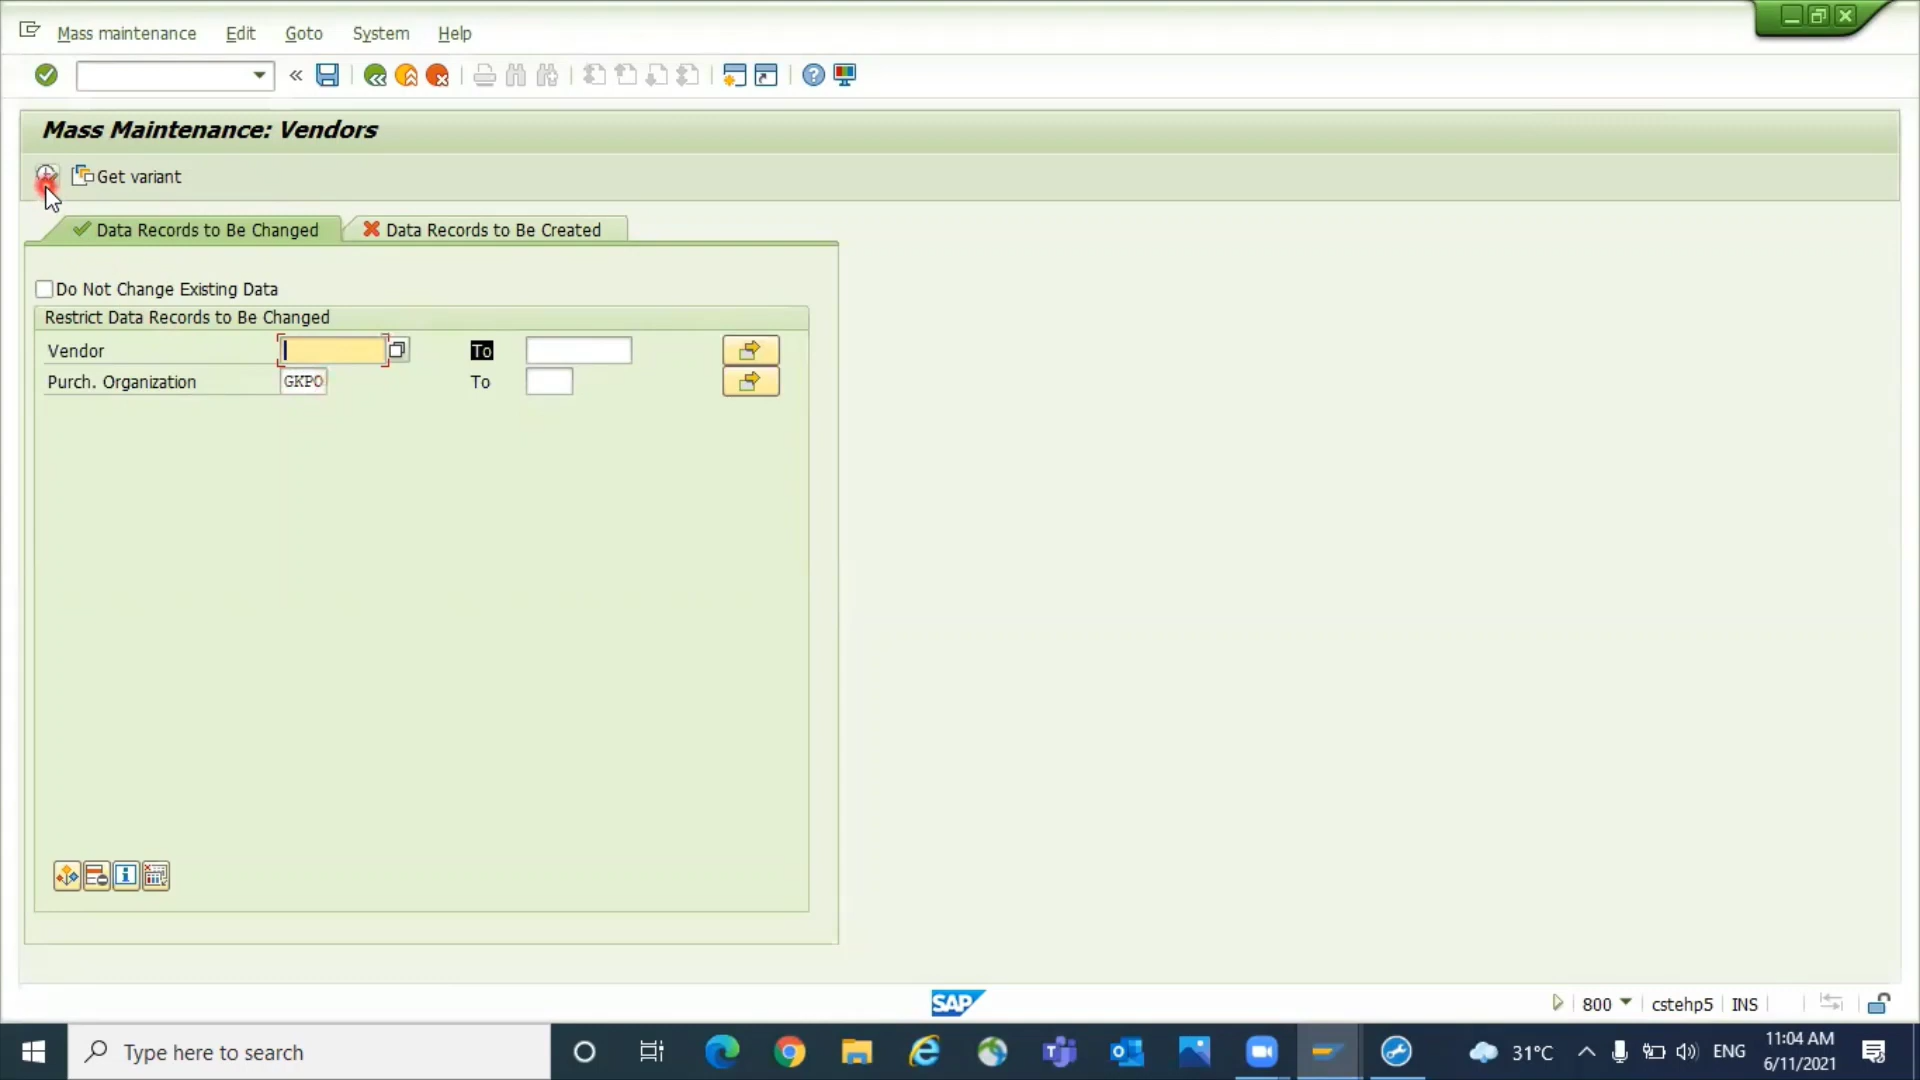 Mass maintenance Edit Goto System Help
Mass Maintenance: Vendors
Get variant
Data Records to Be Changed Data Records to Be Created
Do Not Change Existing Data
Restrict Data Records to Be Changed
Vendor To
Purch. Organization GKPO To
SAP
800 cstehp5 INS
Type here to search 31°C ENG 11:04 AM
6/11/2021